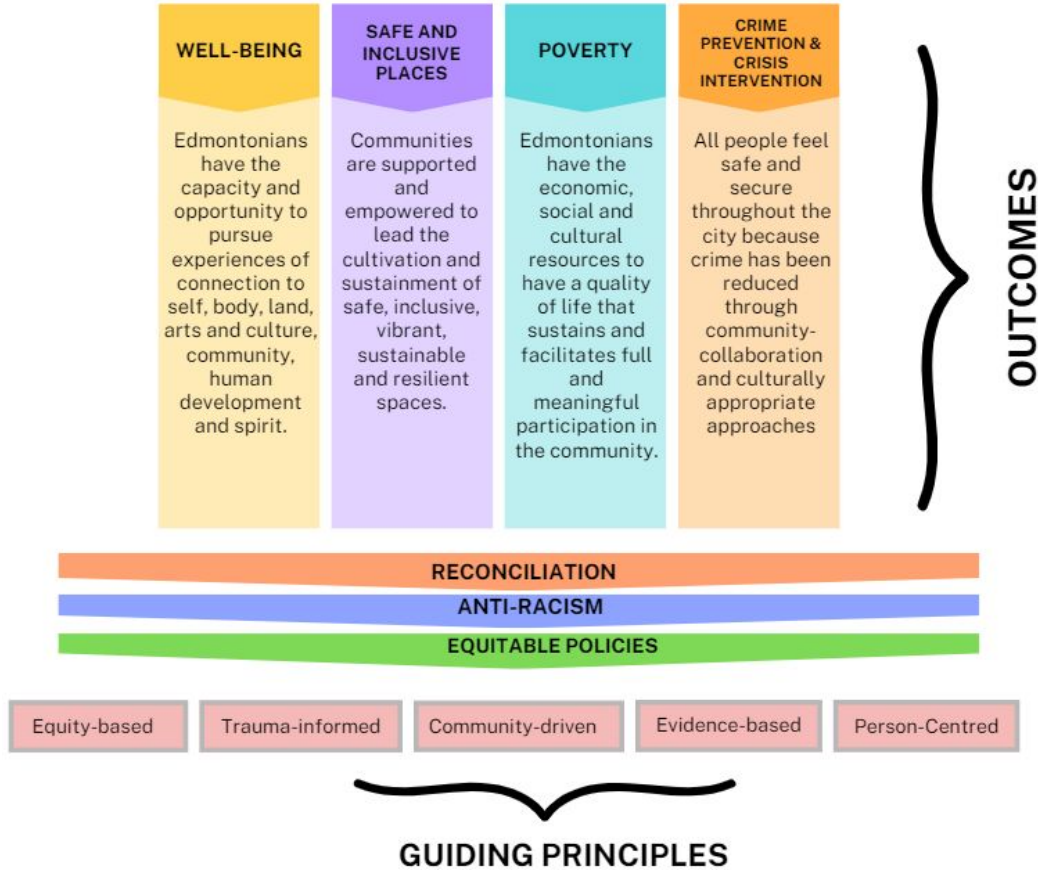 WELL-BEING
Edmontonians
have the
capacity and
opportunity to
pursue
experiences of
connection to
self, body, land,
arts and culture,
community,
human
development
and spirit.
SAFE AND
INCLUSIVE
PLACES
Communities
are supported
and
empowered to
lead the
cultivation and
sustainment of
safe, inclusive,
vibrant,
sustainable
and resilient
spaces.
POVERTY
Edmontonians
have the
economic,
social and
cultural
resources to
have a quality
of life that
sustains and
facilitates full
and
meaningful
participation in
the community.
CRIME
PREVENTION &
CRISIS
INTERVENTION
All people feel
safe and
secure
throughout the
city because
crime has been
reduced
through
community-
collaboration
and culturally
appropriate
approaches
OUTCOMES
RECONCILIATION
ANTI-RACISM
EQUITABLE POLICIES
Equity-based
Trauma-informed
Community-driven
Evidence-based
Person-Centred
GUIDING PRINCIPLES